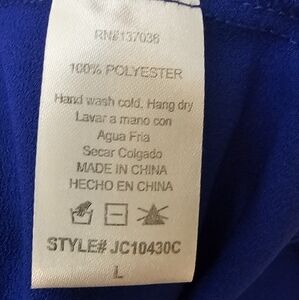 RN#137036
100% POLYESTER
Hand wash cold. Hang dry
Lavar a mano con
Agua Fria
Secar Colgado
MADE IN CHINA
HECHO EN CHINA
STYLE# JC10430C
L